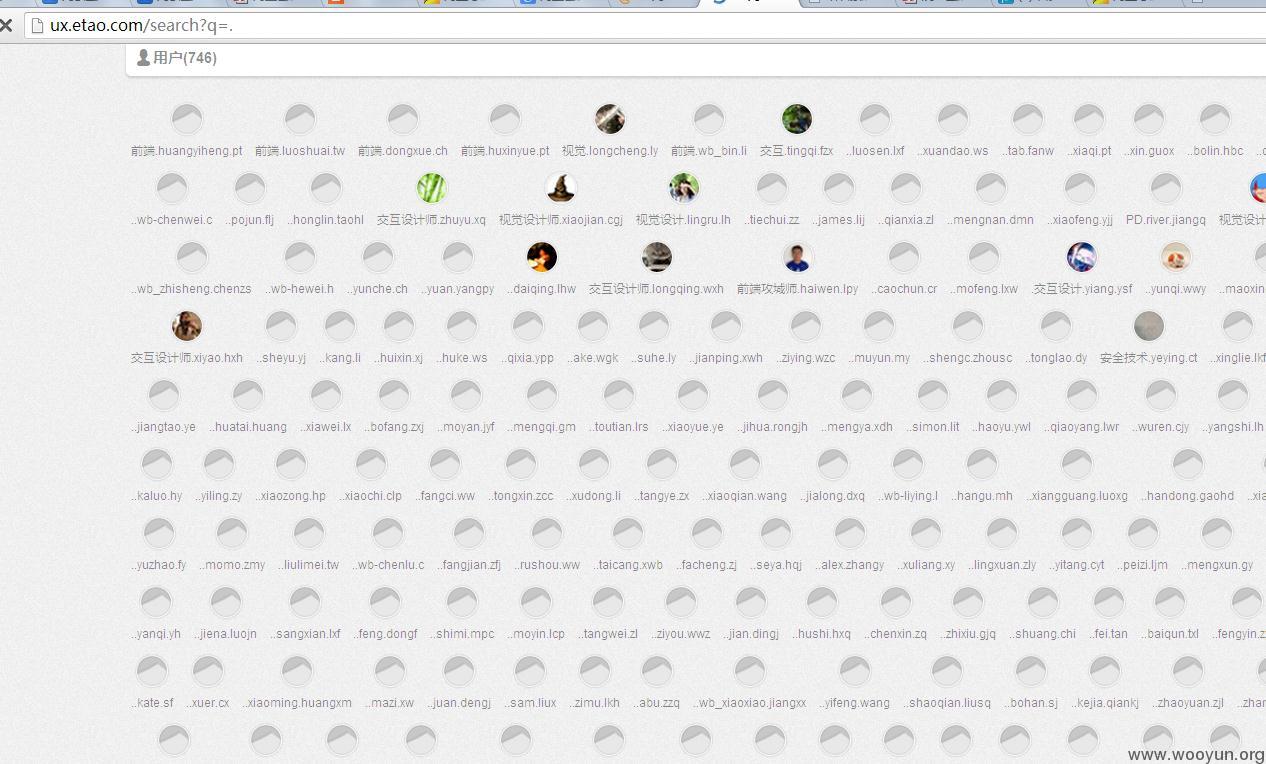 ux.etao.com/search?q=.
用户(746)
前端.huangyiheng.pt 前端.luoshuai.tw 前端.dongxue.ch 前端.huxinyue.pt 视觉.longcheng.ly 前端.wb_bin.li 交互.tingqi.fzx ..luosen.lxf ..xuandao.ws ..tab.fanw ..xiaqi.pt ..xin.guox ..bolin.hbc
..wb-chenwei.c ..pojun.flj ..honglin.taohl 交互设计师.zhuyu.xq 视觉设计师.xiaojian.cgj 视觉设计.lingru.lh ..tiechui.zz ..james.lij ..qianxia.zl ..mengnan.dmn ..xiaofeng.yjj PD.river.jiangq 视觉设计
..wb_zhisheng.chenzs ..wb-hewei.h ..yunche.ch ..yuan.yangpy ..daiqing.lhw 交互设计师.longqing.wxh 前端攻城师.haiwen.lpy ..caochun.cr ..mofeng.lxw 交互设计.yiang.ysf ..yunqi.wwy ..maoxin
交互设计师.xiyao.hxh ..sheyu.yj ..kang.li ..huixin.xj ..huke.ws ..qixia.ypp ..ake.wgk ..suhe.ly ..jianping.xwh ..ziying.wzc ..muyun.my ..shengc.zhousc ..tonglao.dy 安全技术.yeying.ct ..xinglie.lkf
..jiangtao.ye ..huatai.huang ..xiawei.lx ..bofang.zxj ..moyan.jyf ..mengqi.gm ..toutian.lrs ..xiaoyue.ye ..jihua.rongjh ..mengya.xdh ..simon.lit ..haoyu.ywl ..qiaoyang.lwr ..wuren.cjy ..yangshi.lh
..kaluo.hy ..yiling.zy ..xiaozong.hp ..xiaochi.clp ..fangci.ww ..tongxin.zcc ..xudong.li ..tangye.zx ..xiaoqian.wang ..jialong.dxq ..wb-liying.l ..hangu.mh ..xiangguang.luoxg ..handong.gaohd ..xia
..yuzhao.fy ..momo.zmy ..liulimei.tw ..wb-chenlu.c ..fangjian.zfj ..rushou.ww ..taicang.xwb ..facheng.zj ..seya.hqj ..alex.zhangy ..xuliang.xy ..lingxuan.zly ..yitang.cyt ..peizi.ljm ..mengxun.gy
..yanqi.yh ..jiena.luojn ..sangxian.lxf ..feng.dongf ..shimi.mpc ..moyin.lcp ..tangwei.zl ..ziyou.wwz ..jian.dingj ..hushi.hxq ..chenxin.zq ..zhixiu.gjq ..shuang.chi ..fei.tan ..baiqun.txl ..fengyin.z
..kate.sf ..xuer.cx ..xiaoming.huangxm ..mazi.xw ..juan.dengj ..sam.liux ..zimu.lkh ..abu.zzq ..wb_xiaoxiao.jiangxx ..yifeng.wang ..shaoqian.liusq ..bohan.sj ..kejia.qiankj ..zhaoyuan.zjl ..zhan
www.wooyun.org